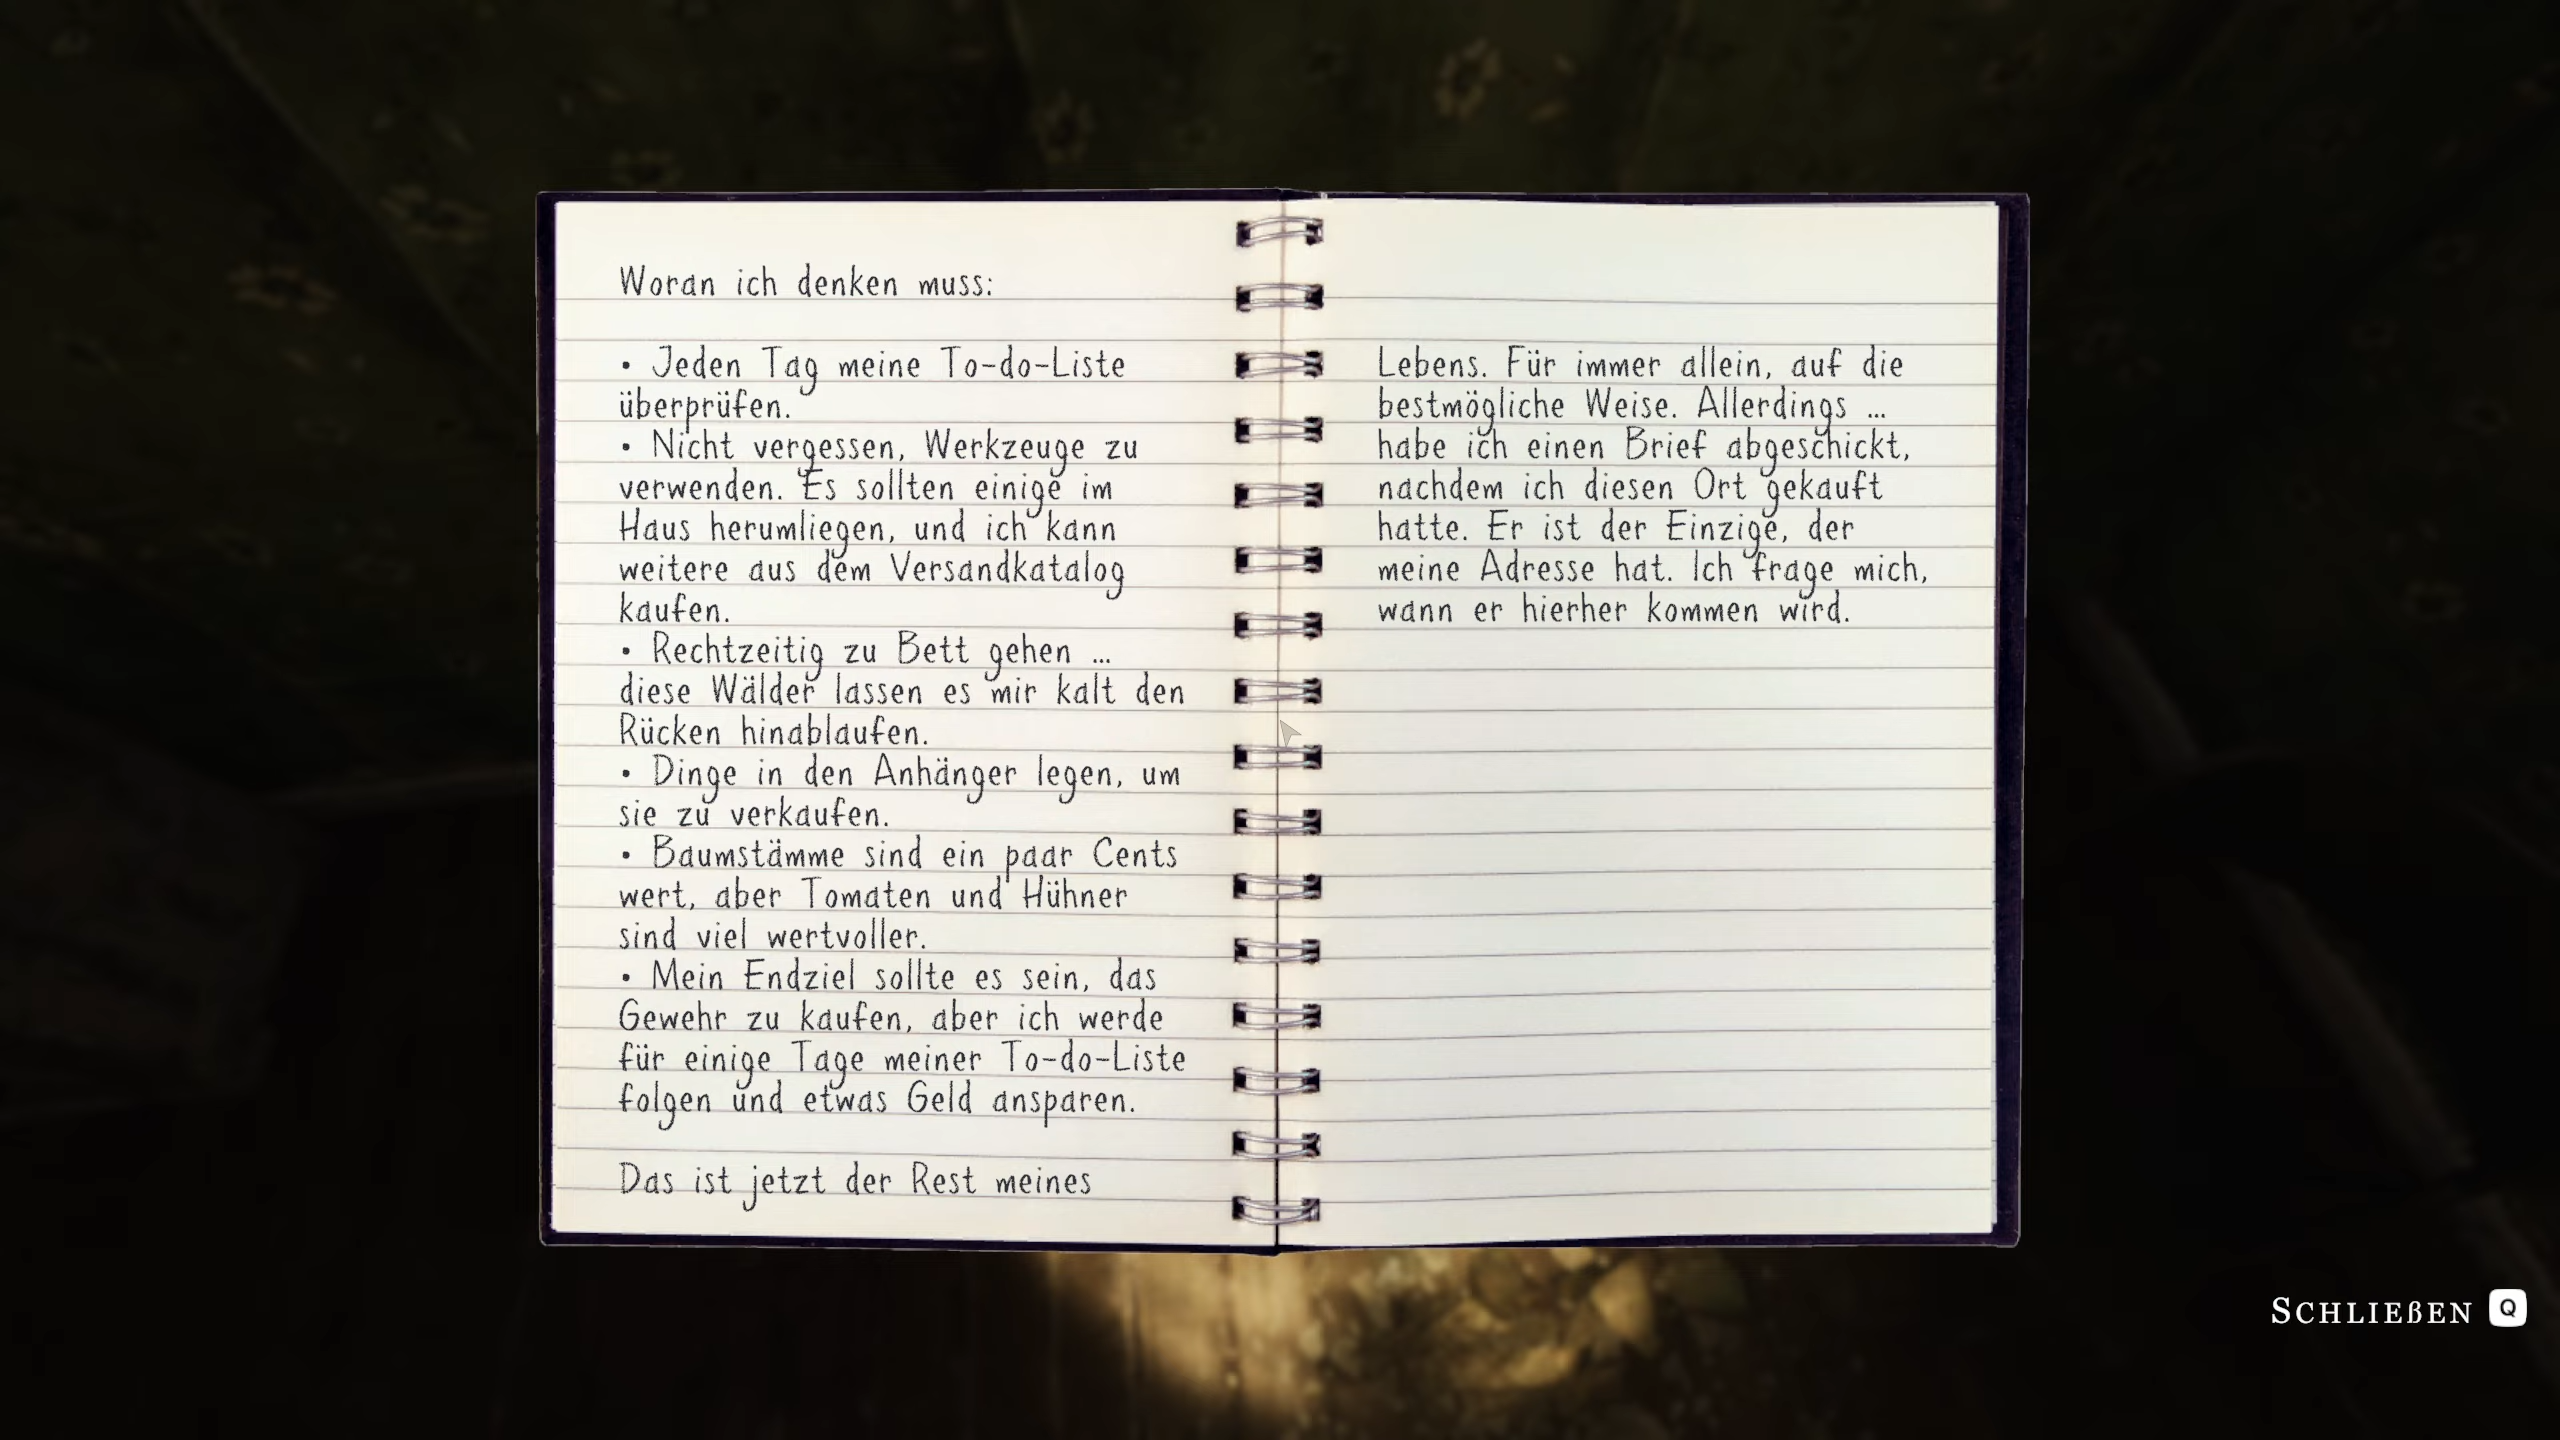 Woran ich denken muss:
• Jeden Tag meine To-do-Liste
überprüfen.
• Nicht vergessen, Werkzeuge zu
verwenden. Es sollten einige im
Haus herumliegen, und ich kann
weitere aus dem Versandkatalog
kaufen.
• Rechtzeitig zu Bett gehen ...
diese Wälder lassen es mir kalt den
Rücken hinablaufen.
• Dinge in den Anhänger legen, um
sie zu verkaufen.
• Baumstämme sind ein paar Cents
wert, aber Tomaten und Hühner
sind viel wertvoller.
• Mein Endziel sollte es sein, das
Gewehr zu kaufen, aber ich werde
für einige Tage meiner To-do-Liste
folgen und etwas Geld ansparen.
Das ist jetzt der Rest meines
Lebens. Für immer allein, auf die
bestmögliche Weise. Allerdings ...
habe ich einen Brief abgeschickt,
nachdem ich diesen Ort gekauft
hatte. Er ist der Einzige, der
meine Adresse hat. Ich frage mich,
wann er hierher kommen wird.
Schließen Q